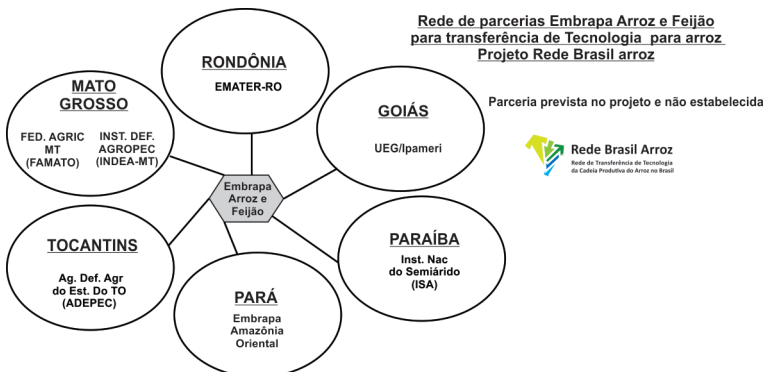 Rede de parcerias Embrapa Arroz e Feijão
para transferência de Tecnologia para arroz
Projeto Rede Brasil arroz
Parceria prevista no projeto e não estabelecida
Rede Brasil Arroz
Rede de Transferência de Tecnologia
da Cadeia Produtiva do Arroz no Brasil
RONDÔNIA
EMATER-RO
MATO
GROSSO
FED. AGRIC
MT
(FAMATO)
INST. DEF.
AGROPEC
(INDEA-MT)
GOIÁS
UEG/Ipameri
Embrapa
Arroz e
Feijão
TOCANTINS
Ag. Def. Agr
do Est. Do TO
(ADEPEC)
PARÁ
Embrapa
Amazônia
Oriental
PARAÍBA
Inst. Nac
do Semiárido
(ISA)